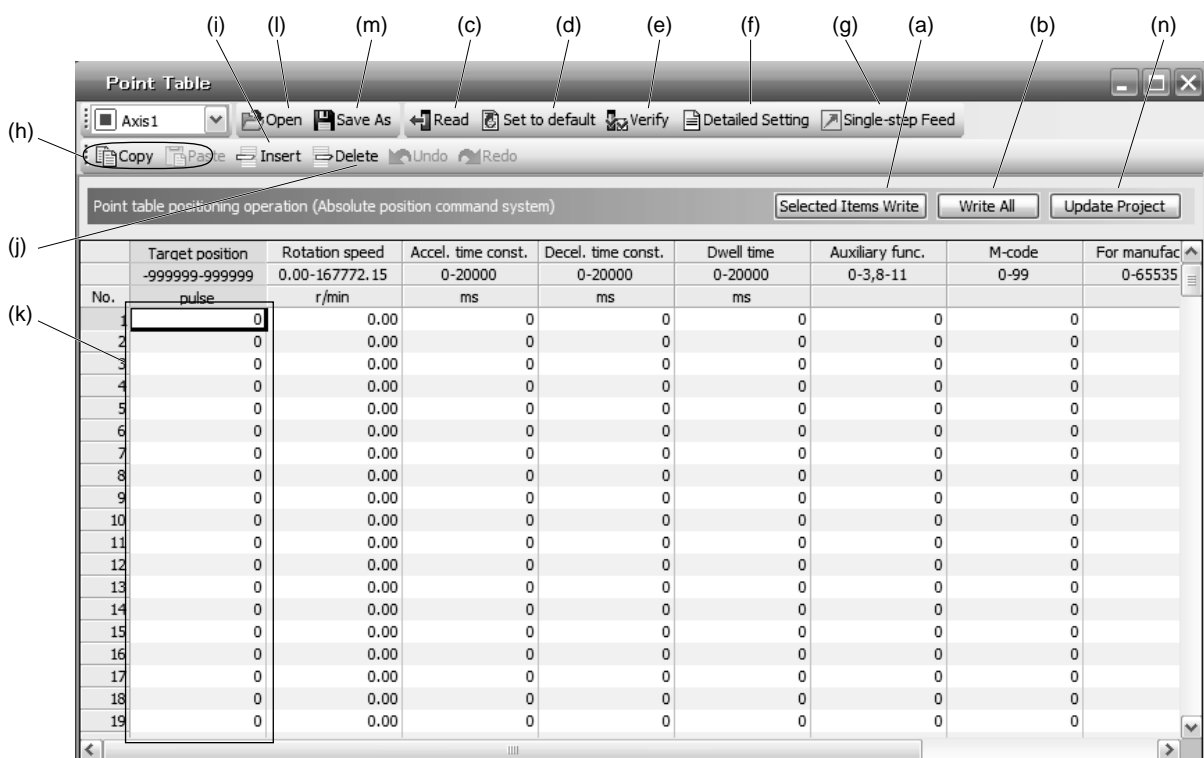 (i) (l) (m) (c) (d) (e) (f) (g) (a) (b) (n)
Point Table
Axis1 Open Save As Read Set to default Verify Detailed Setting Single-step Feed
(h)
Copy Paste Insert Delete Undo Redo
Point table positioning operation (Absolute position command system) Selected Items Write Write All Update Project
(j)
Target position Rotation speed Accel. time const. Decel. time const. Dwell time Auxiliary func. M-code For manufac
-999999-999999 0.00-167772.15 0-20000 0-20000 0-20000 0-3,8-11 0-99 0-65535
No. pulse r/min ms ms ms
(k)
1 0 0.00 0 0 0 0 0
2 0 0.00 0 0 0 0 0
3 0 0.00 0 0 0 0 0
4 0 0.00 0 0 0 0 0
5 0 0.00 0 0 0 0 0
6 0 0.00 0 0 0 0 0
7 0 0.00 0 0 0 0 0
8 0 0.00 0 0 0 0 0
9 0 0.00 0 0 0 0 0
10 0 0.00 0 0 0 0 0
11 0 0.00 0 0 0 0 0
12 0 0.00 0 0 0 0 0
13 0 0.00 0 0 0 0 0
14 0 0.00 0 0 0 0 0
15 0 0.00 0 0 0 0 0
16 0 0.00 0 0 0 0 0
17 0 0.00 0 0 0 0 0
18 0 0.00 0 0 0 0 0
19 0 0.00 0 0 0 0 0